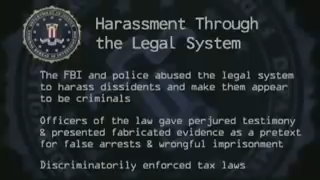 Harassment Through
the Legal System
The FBI and police abused the legal system
to harass dissidents and make them appear
to be criminals
Officers of the law gave perjured testimony
& presented fabricated evidence as a pretext
for false arrests & wrongful imprisonment
Discriminatorily enforced tax laws